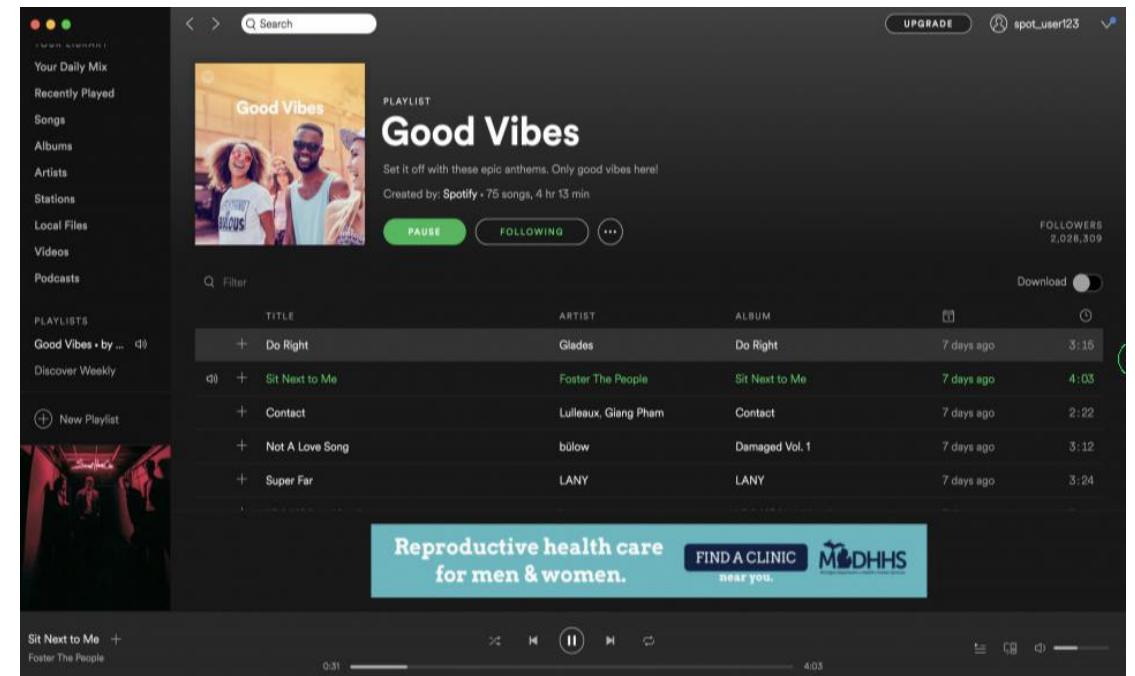 Search
UPGRADE
spot_user123
YOUR LIBRARY
Your Daily Mix
Recently Played
Songs
Albums
Artists
Stations
Local Files
Videos
Podcasts
PLAYLISTS
Good Vibes • by ...
Discover Weekly
New Playlist
Good Vibes
PLAYLIST
Good Vibes
Set it off with these epic anthems. Only good vibes here!
Created by: Spotify • 75 songs, 4 hr 13 min
PAUSE
FOLLOWING
FOLLOWERS
2,028,309
Filter
Download
TITLE ARTIST ALBUM
Do Right Glades Do Right 7 days ago 3:15
Sit Next to Me Foster The People Sit Next to Me 7 days ago 4:03
Contact Lulleaux, Giang Pham Contact 7 days ago 2:22
Not A Love Song bülow Damaged Vol. 1 7 days ago 3:12
Super Far LANY LANY 7 days ago 3:24
Reproductive health care
for men & women.
FIND A CLINIC
near you.
MDHHS
Sit Next to Me
Foster The People
0:31
4:03